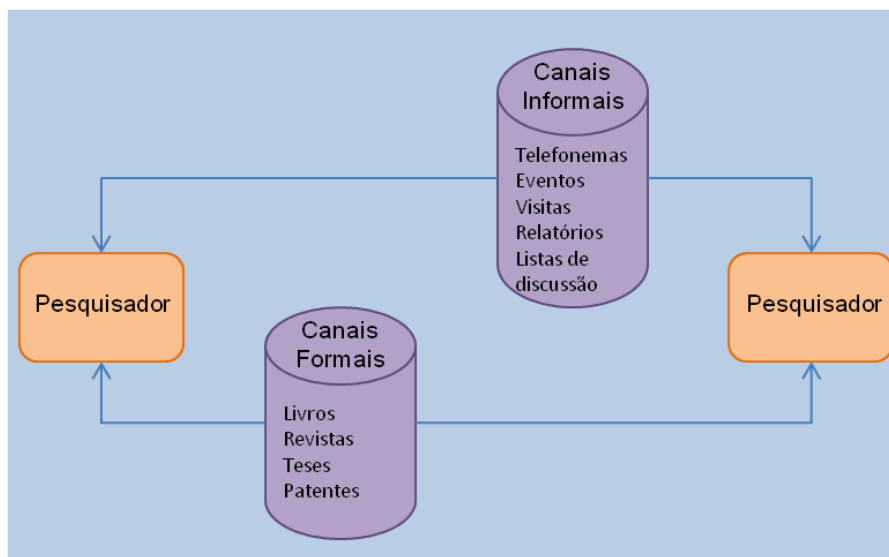 Canais
Informais
Telefonemas
Eventos
Visitas
Relatórios
Listas de
discussão
Pesquisador
Pesquisador
Canais
Formais
Livros
Revistas
Teses
Patentes